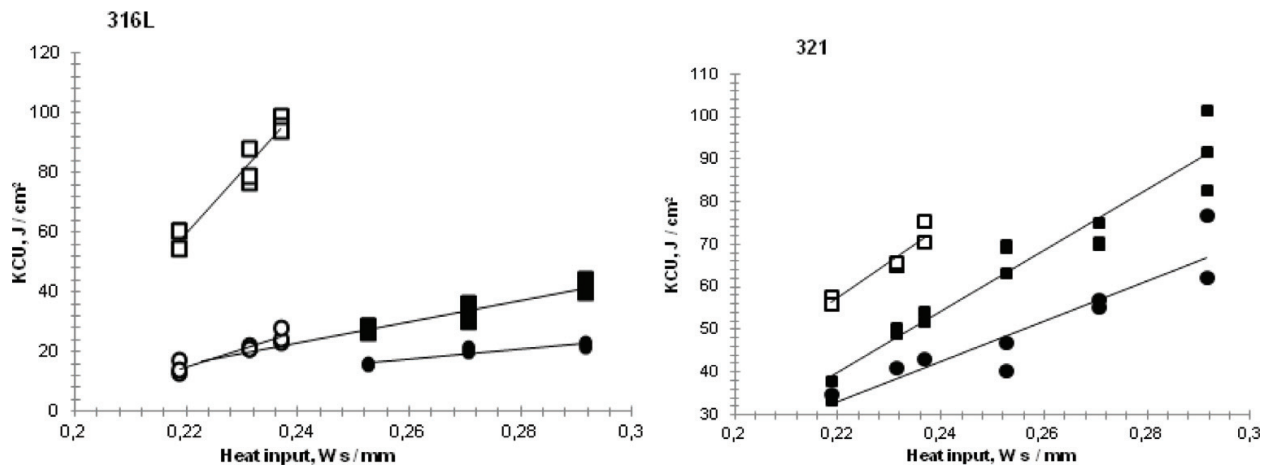 316L
120
100
80
60
40
20
0
KCU, J / cm²
0,2 0,22 0,24 0,26 0,28 0,3
Heat input, W s / mm
321
110
100
90
80
70
60
50
40
30
KCU, J / cm²
0,2 0,22 0,24 0,26 0,28 0,3
Heat input, W s / mm